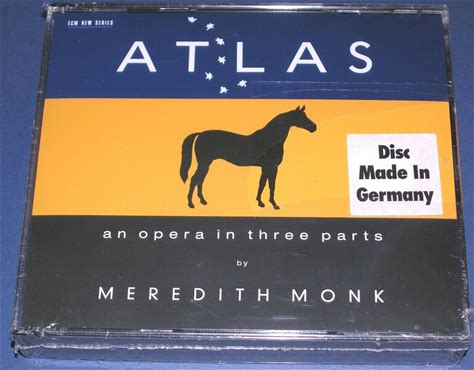 ECM NEW SERIES
ATLAS
Disc
Made In
Germany
an opera in three parts
by
MEREDITH MONK